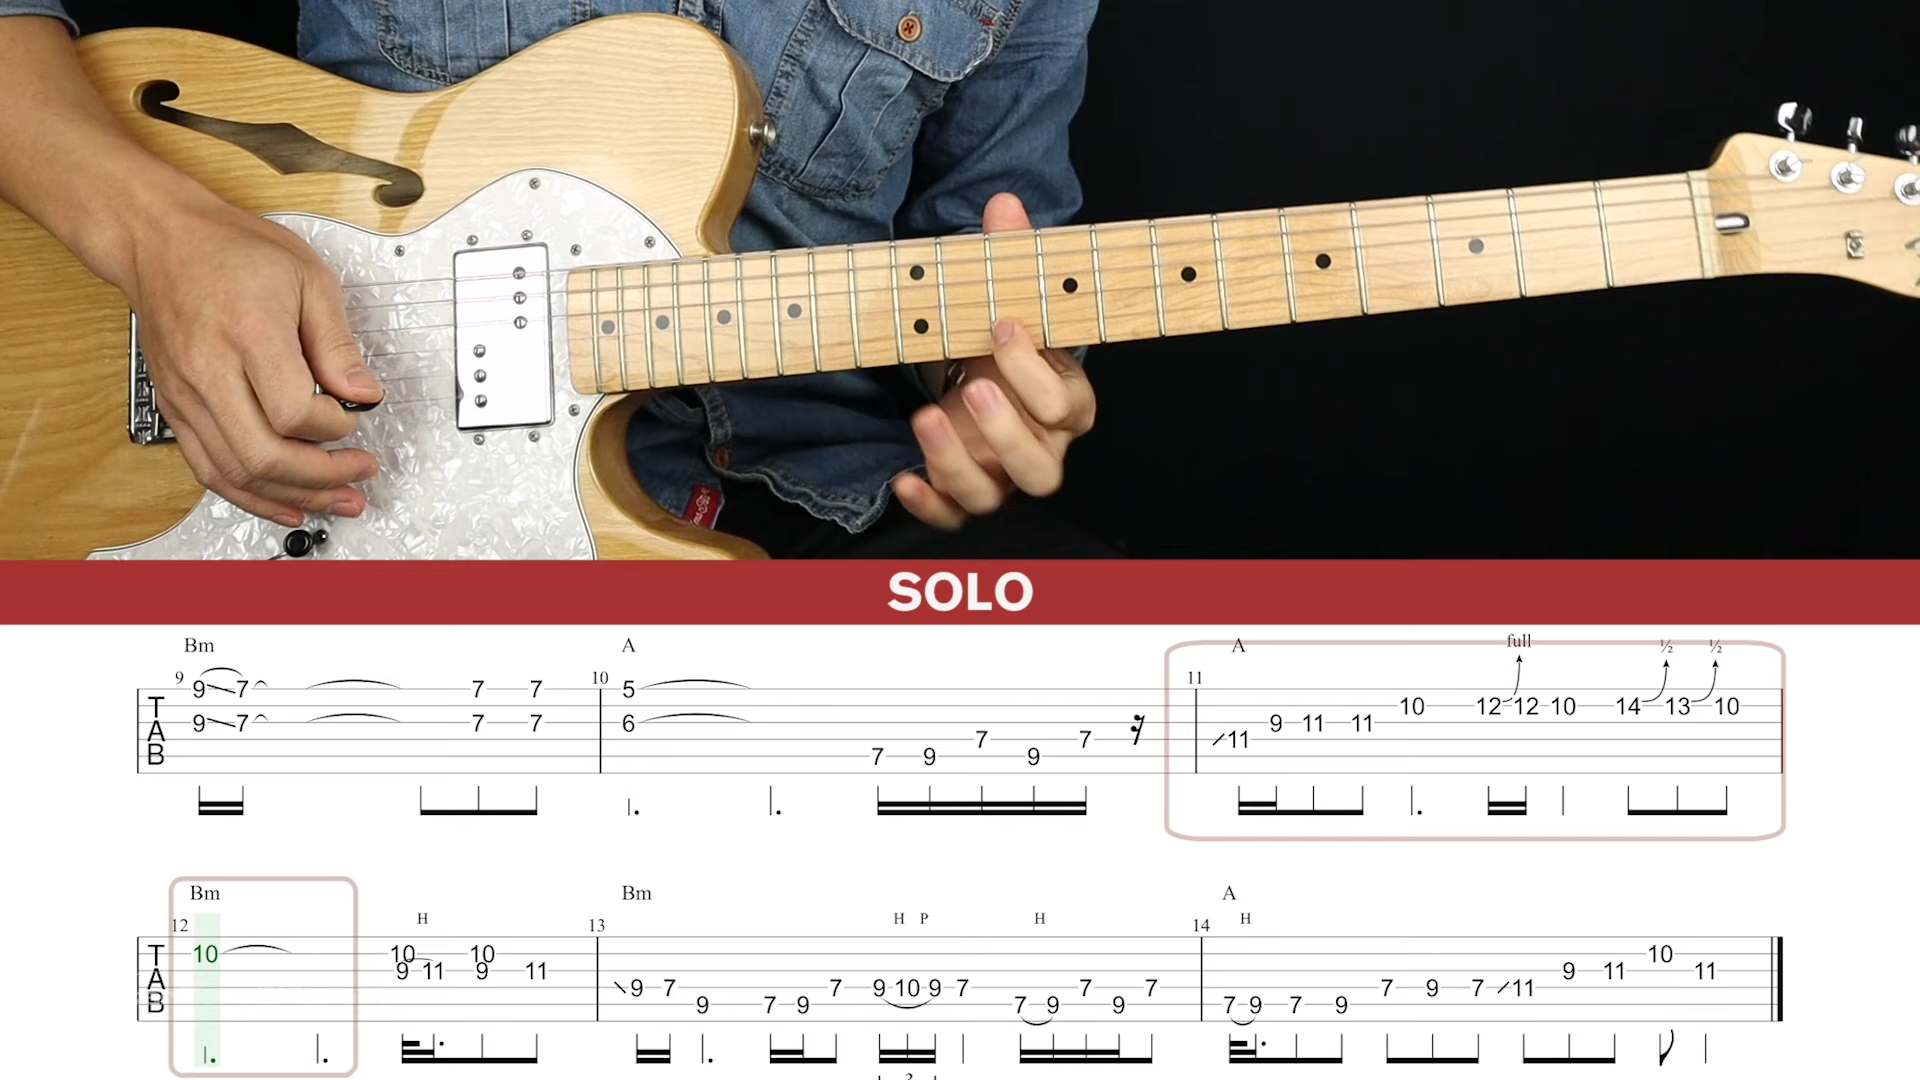 SOLO
Bm A A full ½ ½
9 10 11
9 7 7 7 5 12 12 10 14 13 10
T 10
A 9 7 7 7 6 9 11 11
B 7 7 11
7 9 9
Bm Bm A
H H P H H
12 13 14
T 10 10 10 10
A 9 11 9 11 9 11 11
B 9 7 7 9 10 9 7 7 7 7 9 7 11
9 7 9 7 9 9 7 9 7 9
3